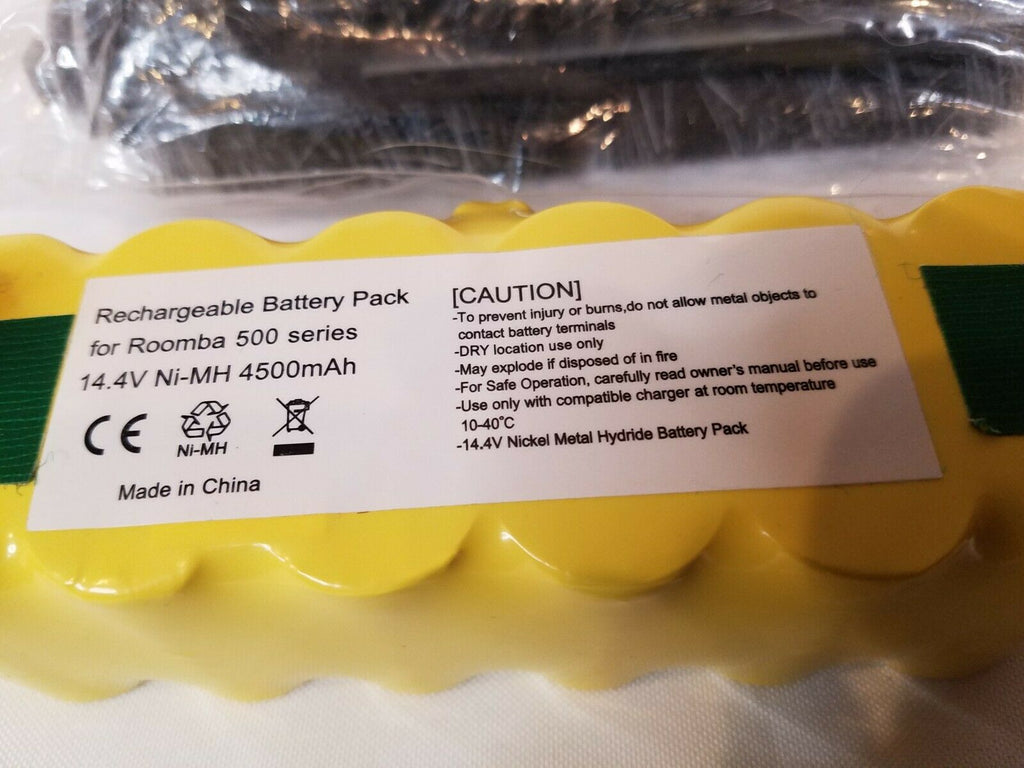 Rechargeable Battery Pack
for Roomba 500 series
14.4V Ni-MH 4500mAh
CE
Ni-MH
Made in China
[CAUTION]
-To prevent injury or burns,do not allow metal objects to
contact battery terminals
-DRY location use only
-May explode if disposed of in fire
-For Safe Operation, carefully read owner's manual before use
-Use only with compatible charger at room temperature
10-40°C
-14.4V Nickel Metal Hydride Battery Pack